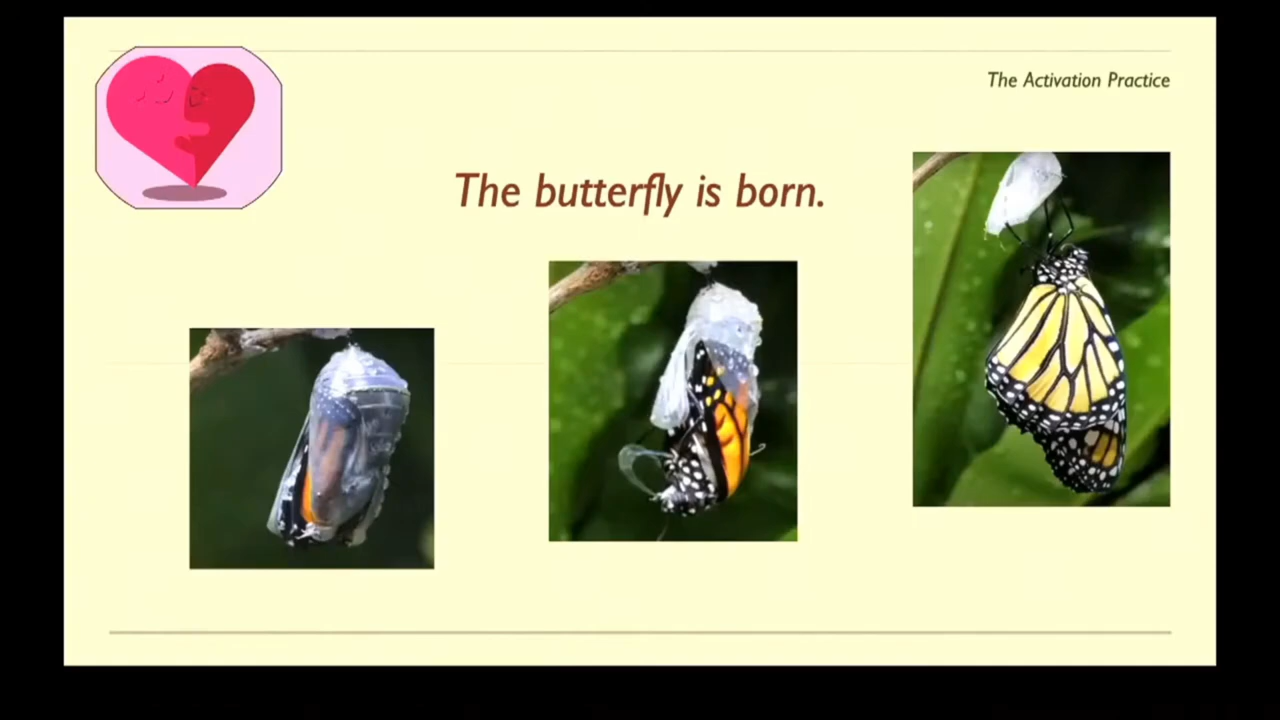 The Activation Practice
The butterfly is born.